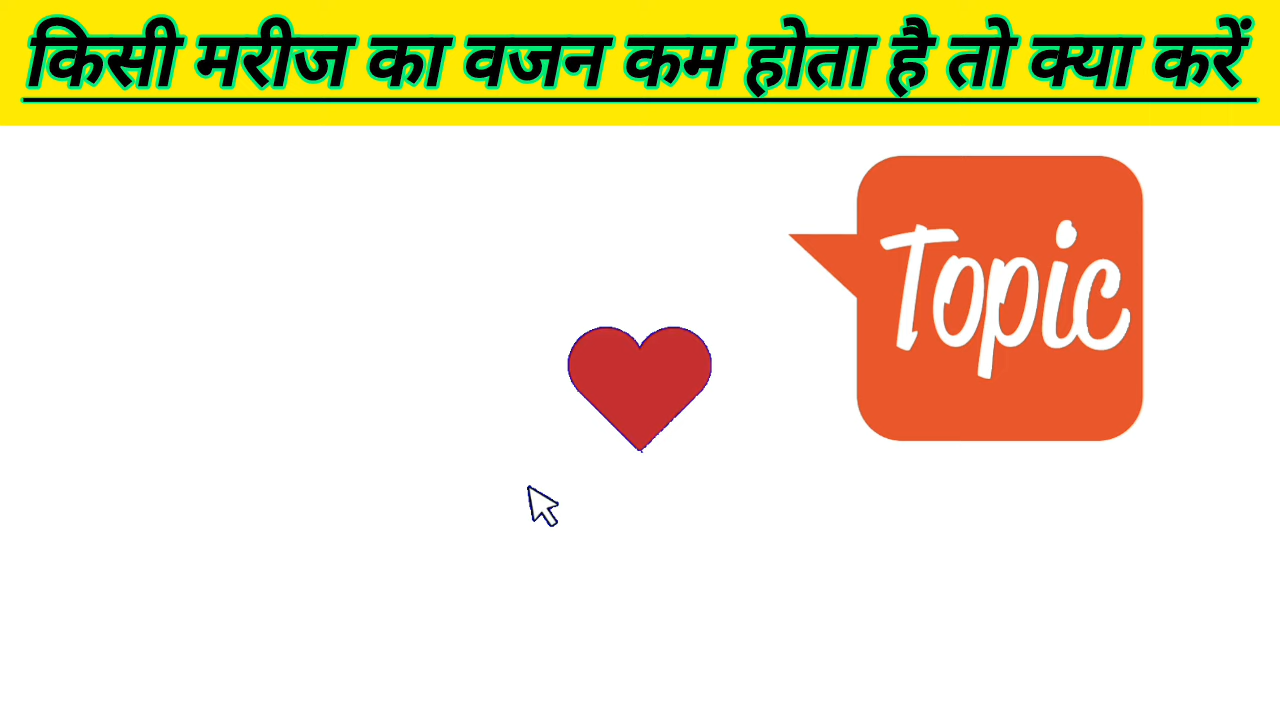 किसी मरीज का वजन कम होता है तो क्या करें
Topic